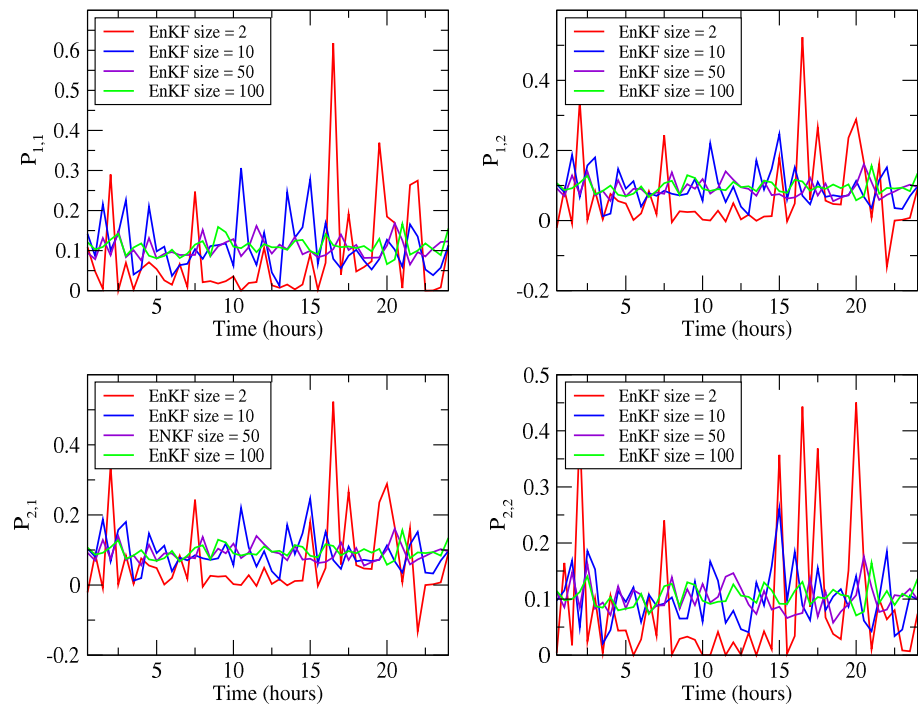 EnKF size = 2
EnKF size = 10
EnKF size = 50
EnKF size = 100
0.6
0.5
0.4
0.3
0.2
0.1
0
P1,1
5 10 15 20
Time (hours)
EnKF size = 2
EnKF size = 10
EnKF size = 50
EnKF size = 100
0.4
0.2
0
-0.2
P1,2
5 10 15 20
Time (hours)
EnKF size = 2
EnKF size = 10
ENKF size = 50
EnKF size = 100
0.4
0.2
0
-0.2
P2,1
5 10 15 20
Time (hours)
EnKF size = 2
EnKF size = 10
EnKF size = 50
EnKF size = 100
0.5
0.4
0.3
0.2
0.1
0
P2,2
5 10 15 20
Time (hours)